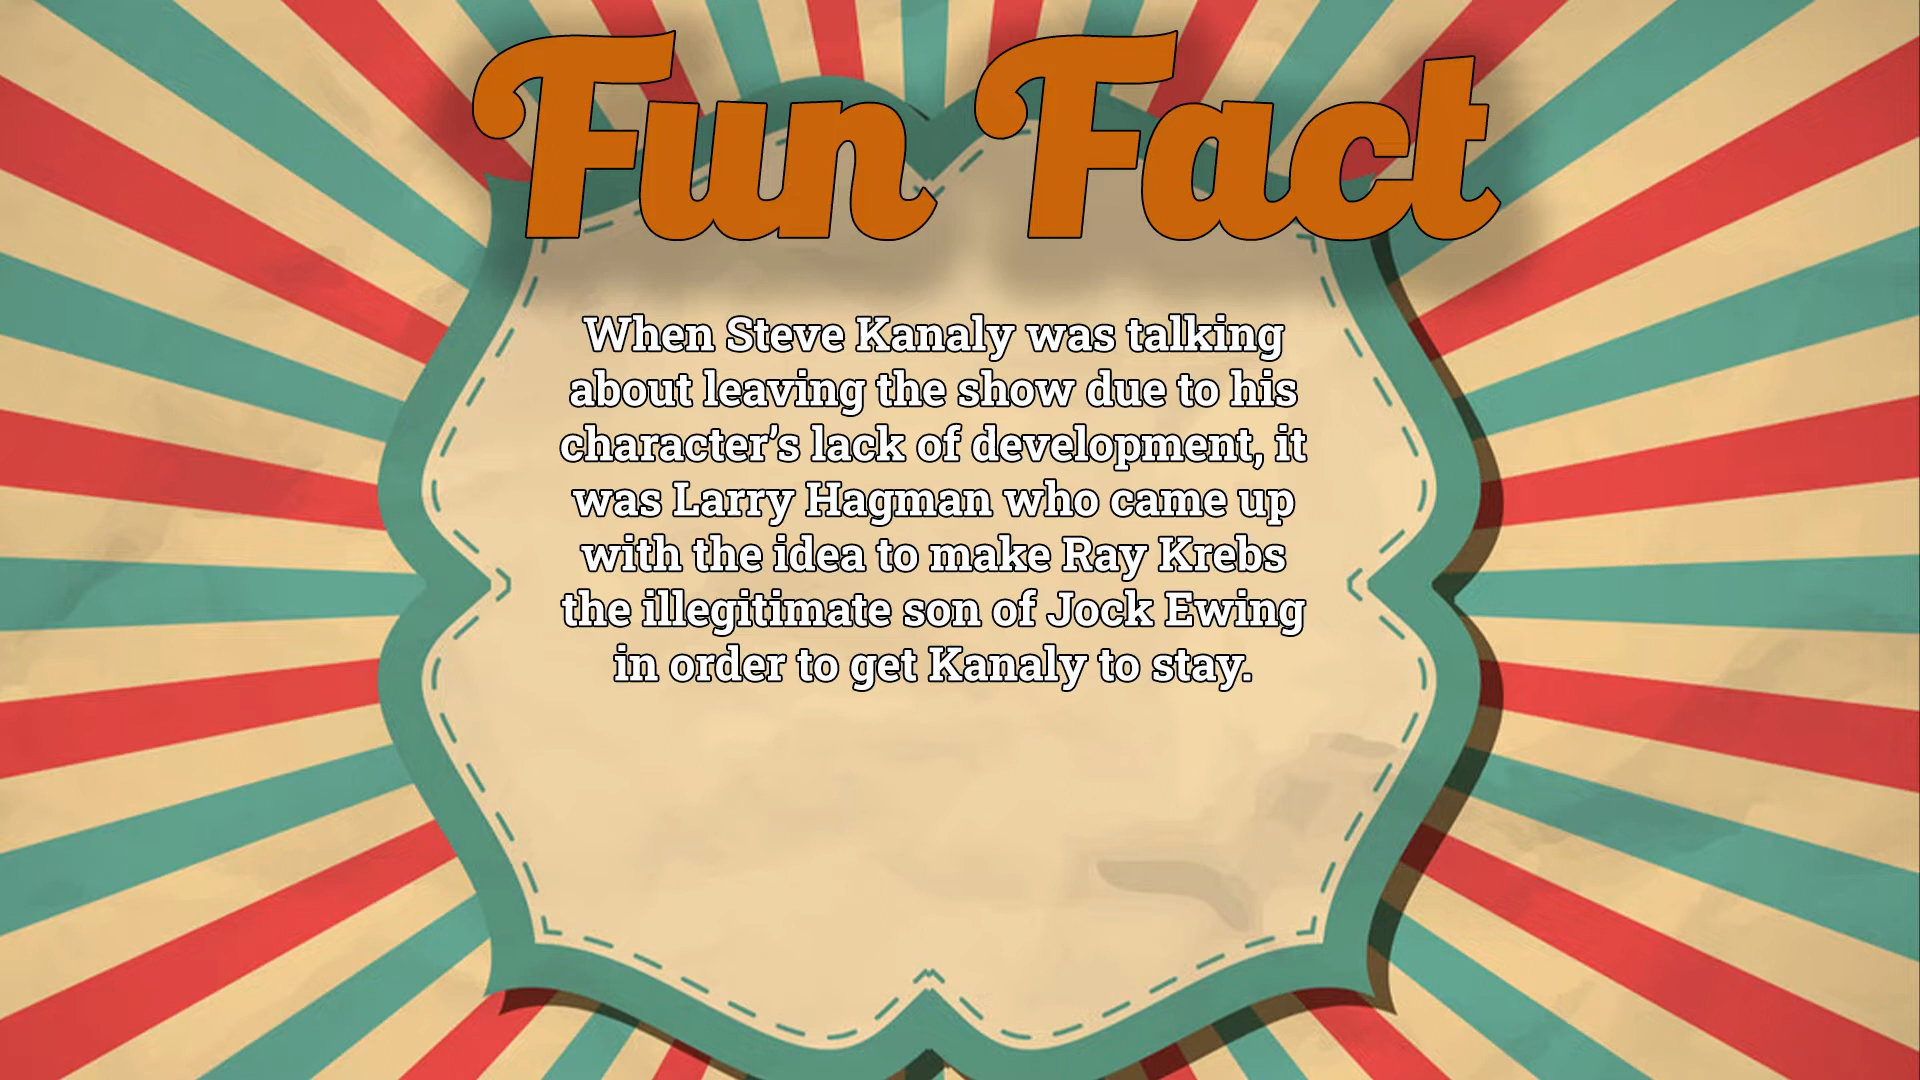 Fun Fact
When Steve Kanaly was talking
about leaving the show due to his
character’s lack of development, it
was Larry Hagman who came up
with the idea to make Ray Krebs
the illegitimate son of Jock Ewing
in order to get Kanaly to stay.